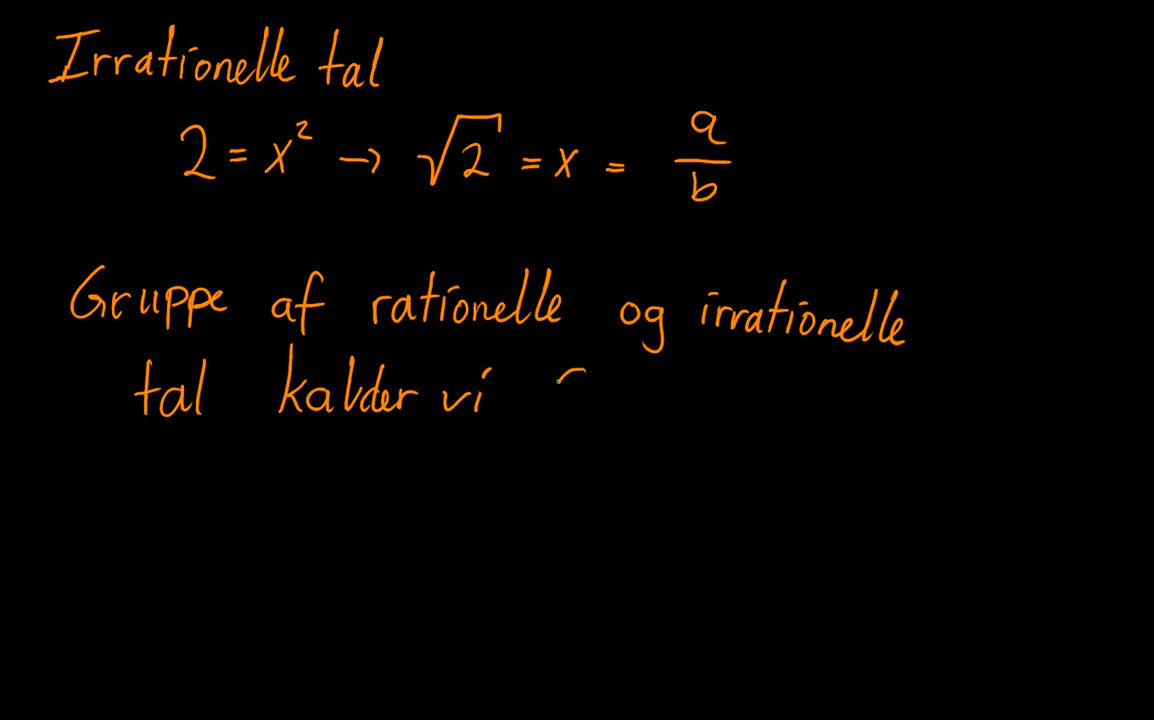 Irrationelle tal
2 = x² → √2 = x = a/b
Gruppe af rationelle og irrationelle
tal kalder vi